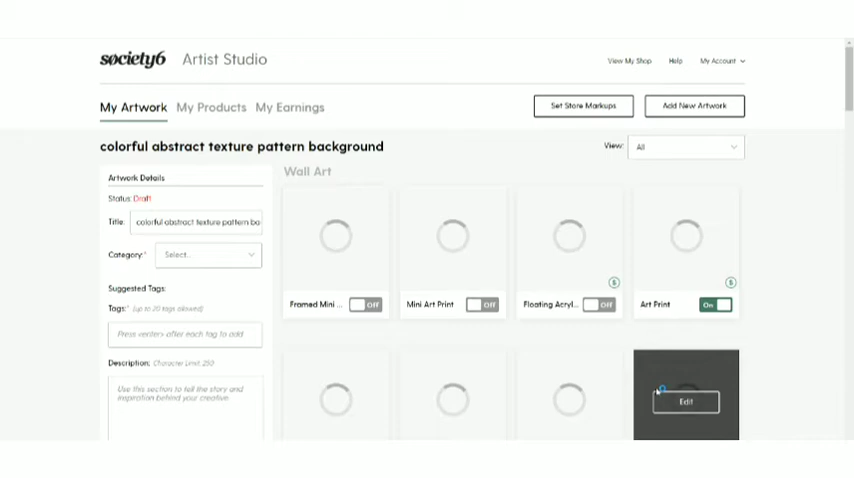 society6 Artist Studio
View My Shop Help My Account
My Artwork My Products My Earnings
Set Store Markups Add New Artwork
colorful abstract texture pattern background
View: All
Artwork Details
Status: Draft
Title: colorful abstract texture pattern ba
Category:* Select...
Suggested Tags:
Tags:* (up to 20 tags allowed)
Press <enter> after each tag to add
Description: Character Limit: 250
Use this section to tell the story and
inspiration behind your creative
Wall Art
Framed Mini ... Off
Mini Art Print Off
Floating Acryl... Off
Art Print On
Edit